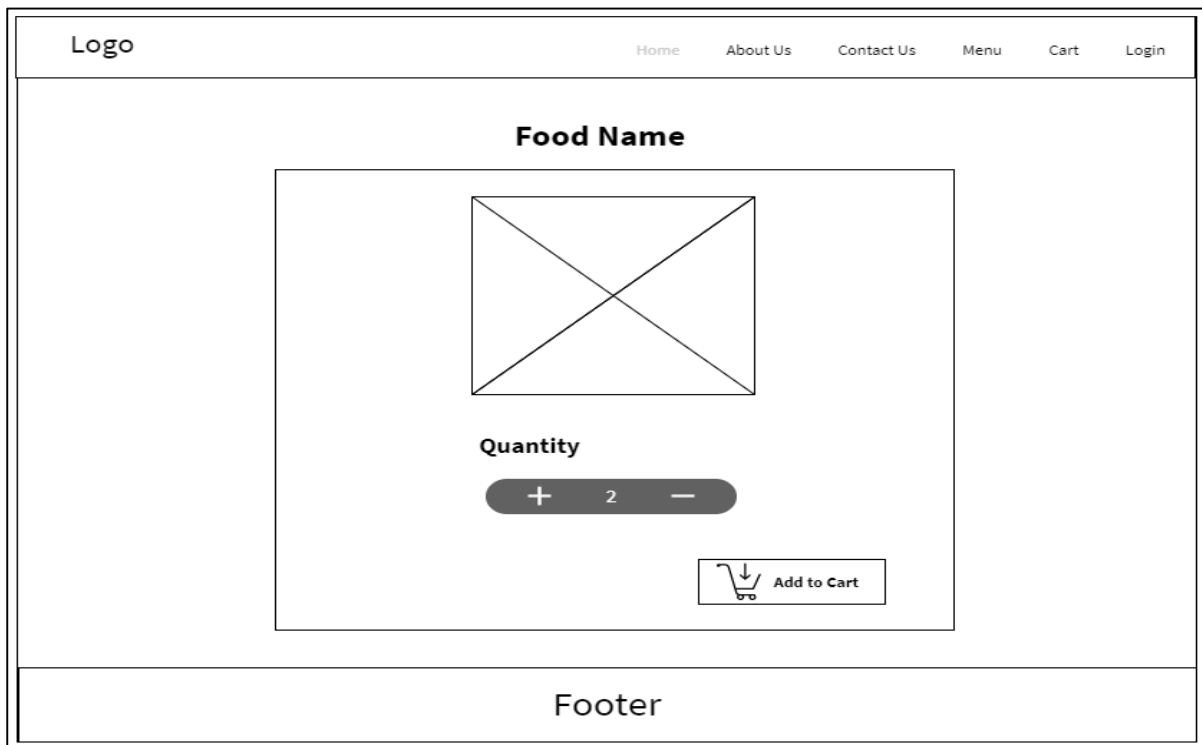 Logo
Home About Us Contact Us Menu Cart Login
Food Name
Quantity
+ 2 −
Add to Cart
Footer